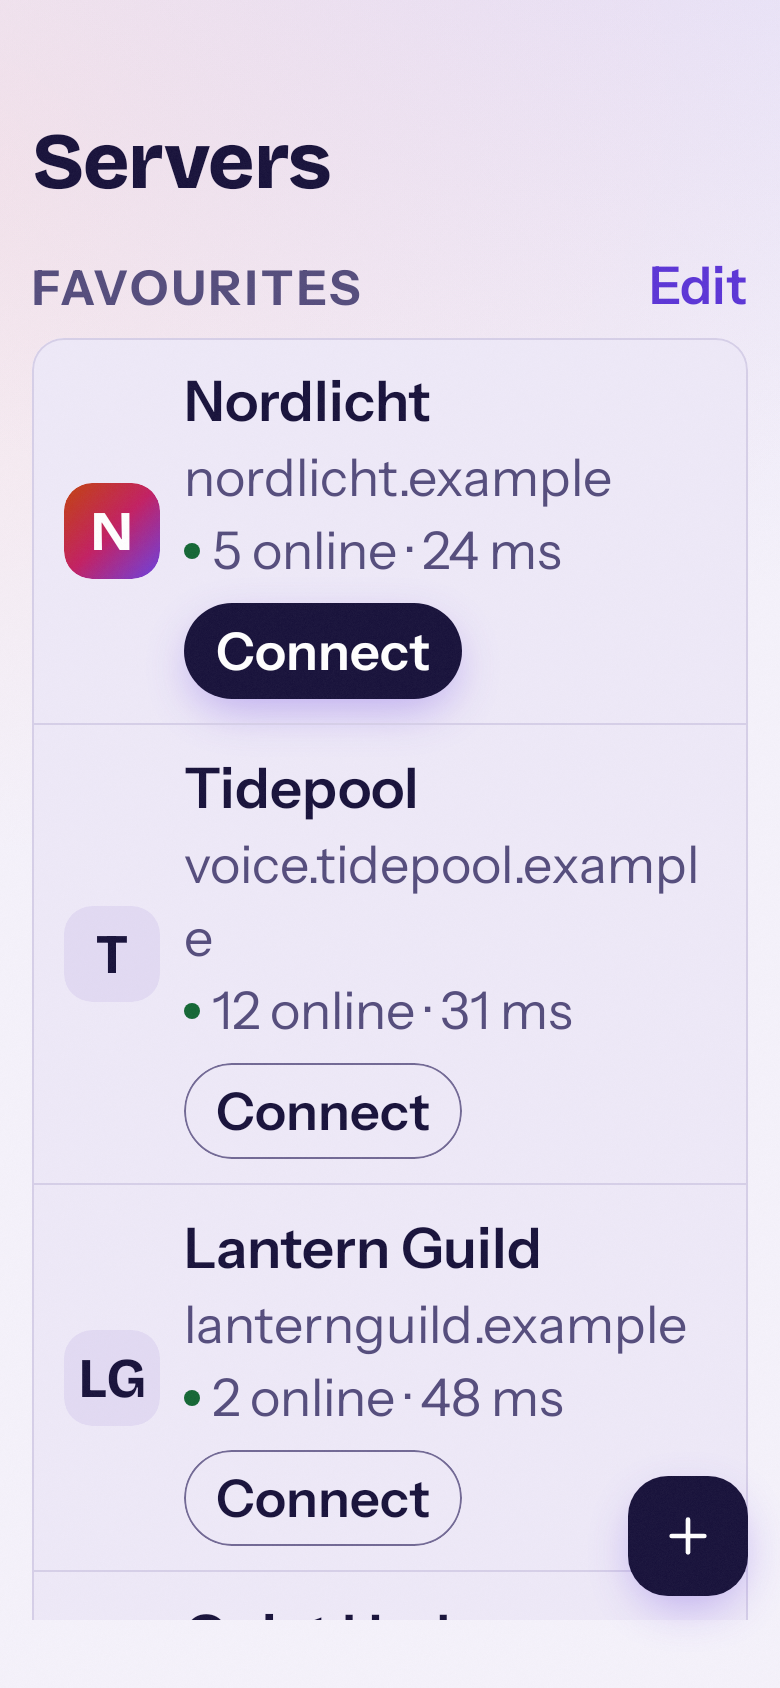 Servers
FAVOURITES
Edit
Nordlicht
nordlicht.example
N
5 online · 24 ms
Connect
Tidepool
voice.tidepool.exampl
e
T
12 online · 31 ms
Connect
Lantern Guild
lanternguild.example
LG
2 online · 48 ms
Connect
+